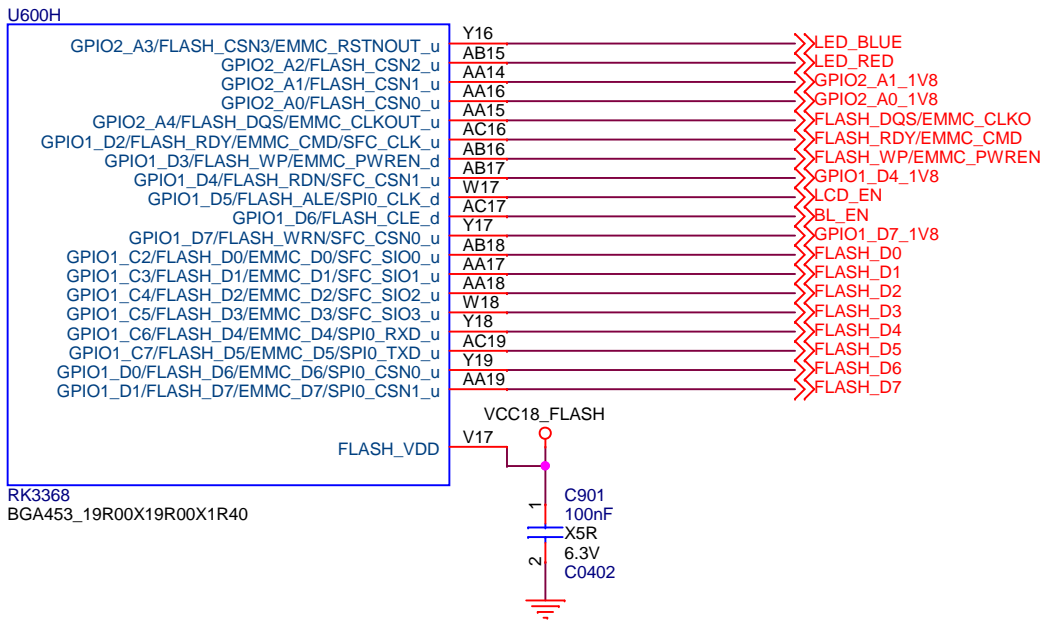 U600H
GPIO2_A3/FLASH_CSN3/EMMC_RSTNOUT_u Y16 LED_BLUE
GPIO2_A2/FLASH_CSN2_u AB15 LED_RED
GPIO2_A1/FLASH_CSN1_u AA14 GPIO2_A1_1V8
GPIO2_A0/FLASH_CSN0_u AA16 GPIO2_A0_1V8
GPIO2_A4/FLASH_DQS/EMMC_CLKOUT_u AA15 FLASH_DQS/EMMC_CLKO
GPIO1_D2/FLASH_RDY/EMMC_CMD/SFC_CLK_u AC16 FLASH_RDY/EMMC_CMD
GPIO1_D3/FLASH_WP/EMMC_PWREN_d AB16 FLASH_WP/EMMC_PWREN
GPIO1_D4/FLASH_RDN/SFC_CSN1_u AB17 GPIO1_D4_1V8
GPIO1_D5/FLASH_ALE/SPI0_CLK_d W17 LCD_EN
GPIO1_D6/FLASH_CLE_d AC17 BL_EN
GPIO1_D7/FLASH_WRN/SFC_CSN0_u Y17 GPIO1_D7_1V8
GPIO1_C2/FLASH_D0/EMMC_D0/SFC_SIO0_u AB18 FLASH_D0
GPIO1_C3/FLASH_D1/EMMC_D1/SFC_SIO1_u AA17 FLASH_D1
GPIO1_C4/FLASH_D2/EMMC_D2/SFC_SIO2_u AA18 FLASH_D2
GPIO1_C5/FLASH_D3/EMMC_D3/SFC_SIO3_u W18 FLASH_D3
GPIO1_C6/FLASH_D4/EMMC_D4/SPI0_RXD_u Y18 FLASH_D4
GPIO1_C7/FLASH_D5/EMMC_D5/SPI0_TXD_u AC19 FLASH_D5
GPIO1_D0/FLASH_D6/EMMC_D6/SPI0_CSN0_u Y19 FLASH_D6
GPIO1_D1/FLASH_D7/EMMC_D7/SPI0_CSN1_u AA19 FLASH_D7
VCC18_FLASH
FLASH_VDD V17
RK3368
BGA453_19R00X19R00X1R40
1
2
C901
100nF
X5R
6.3V
C0402